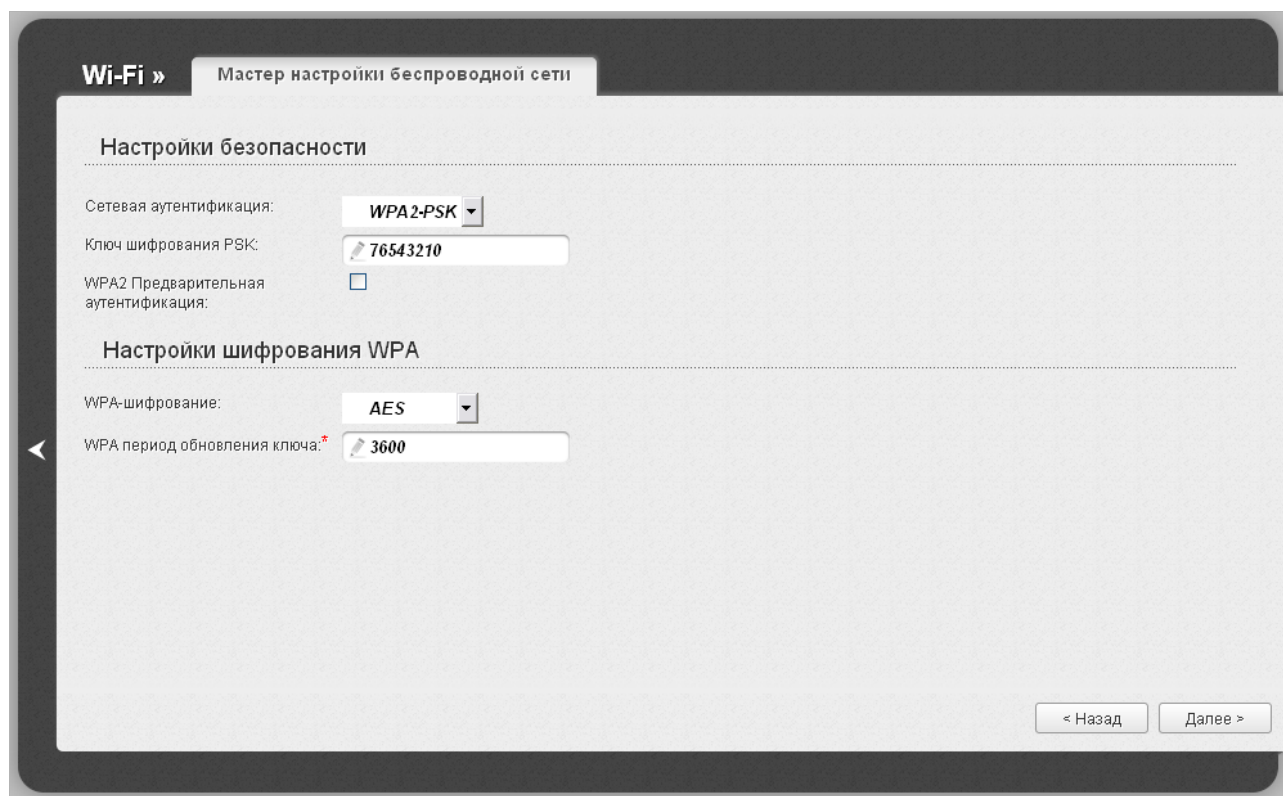 Wi-Fi »
Мастер настройки беспроводной сети
Настройки безопасности
Сетевая аутентификация:
WPA2-PSK
Ключ шифрования PSK:
76543210
WPA2 Предварительная
аутентификация:
Настройки шифрования WPA
WPA-шифрование:
AES
WPA период обновления ключа:*
3600
< Назад
Далее >